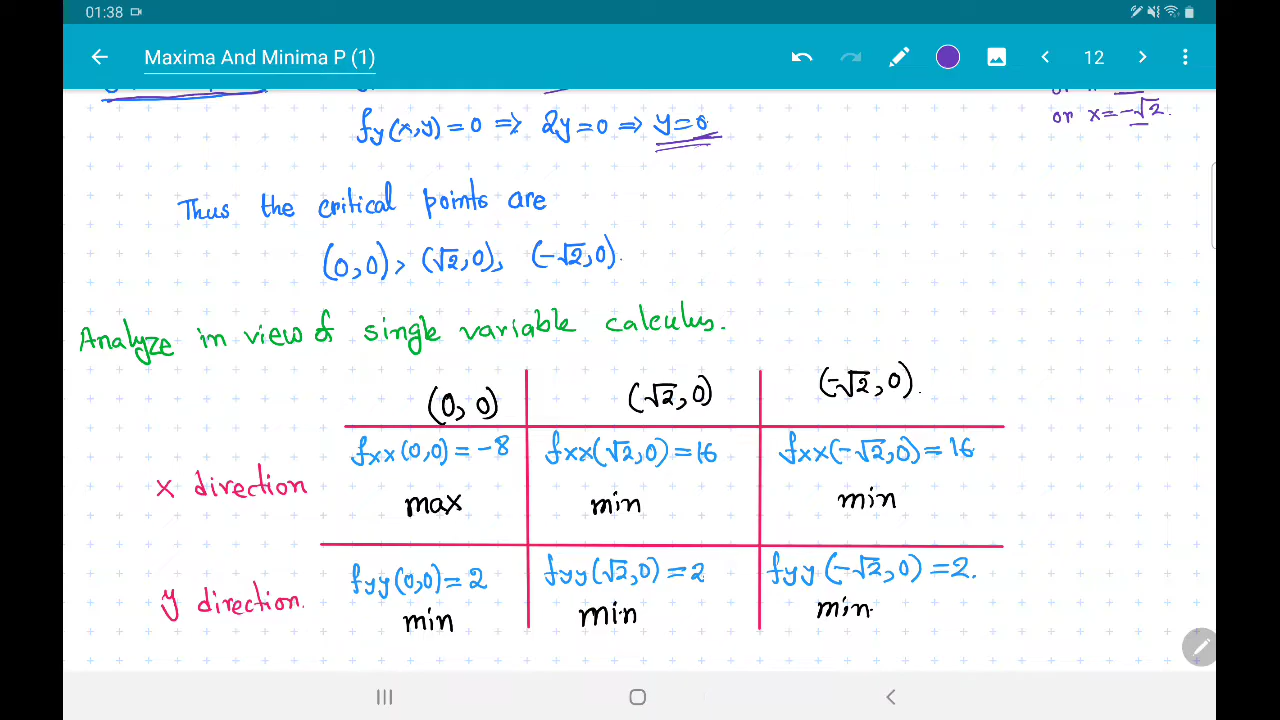 01:38
Maxima And Minima P (1)
12
or x=-√2.
fy(x,y)=0 => 2y=0 => y=0
Thus the critical points are
(0,0), (√2,0), (-√2,0).
Analyze in view of single variable calculus.
(0,0) (√2,0) (-√2,0).
fxx(0,0)=-8 fxx(√2,0)=16 fxx(-√2,0)=16
x direction
max min min
fyy(0,0)=2 fyy(√2,0)=2 fyy(-√2,0)=2.
y direction.
min min min